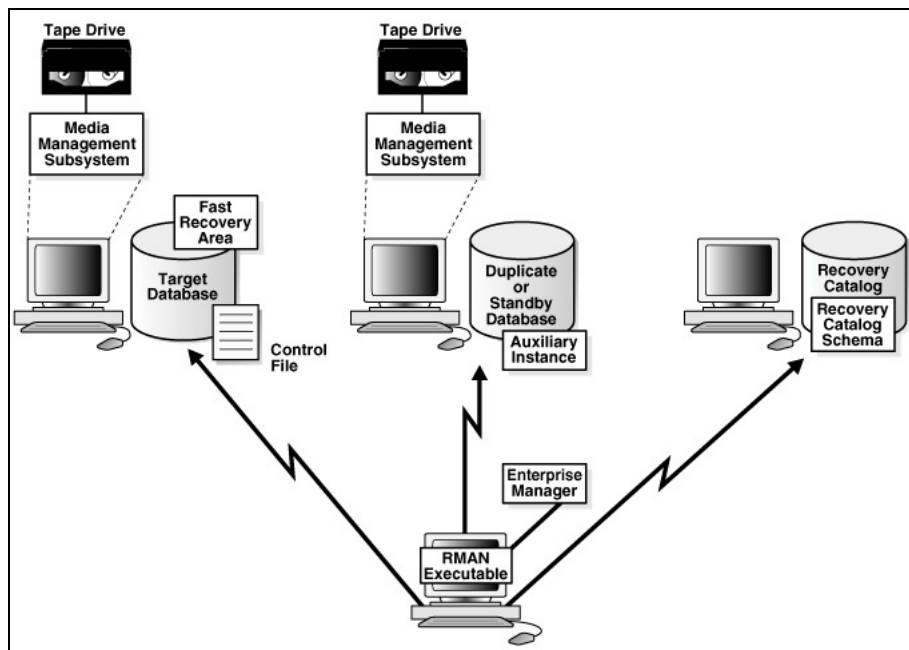 Tape Drive
Media
Management
Subsystem
Fast
Recovery
Area
Target
Database
Control
File
Tape Drive
Media
Management
Subsystem
Duplicate
or
Standby
Database
Auxiliary
Instance
Recovery
Catalog
Recovery
Catalog
Schema
Enterprise
Manager
RMAN
Executable